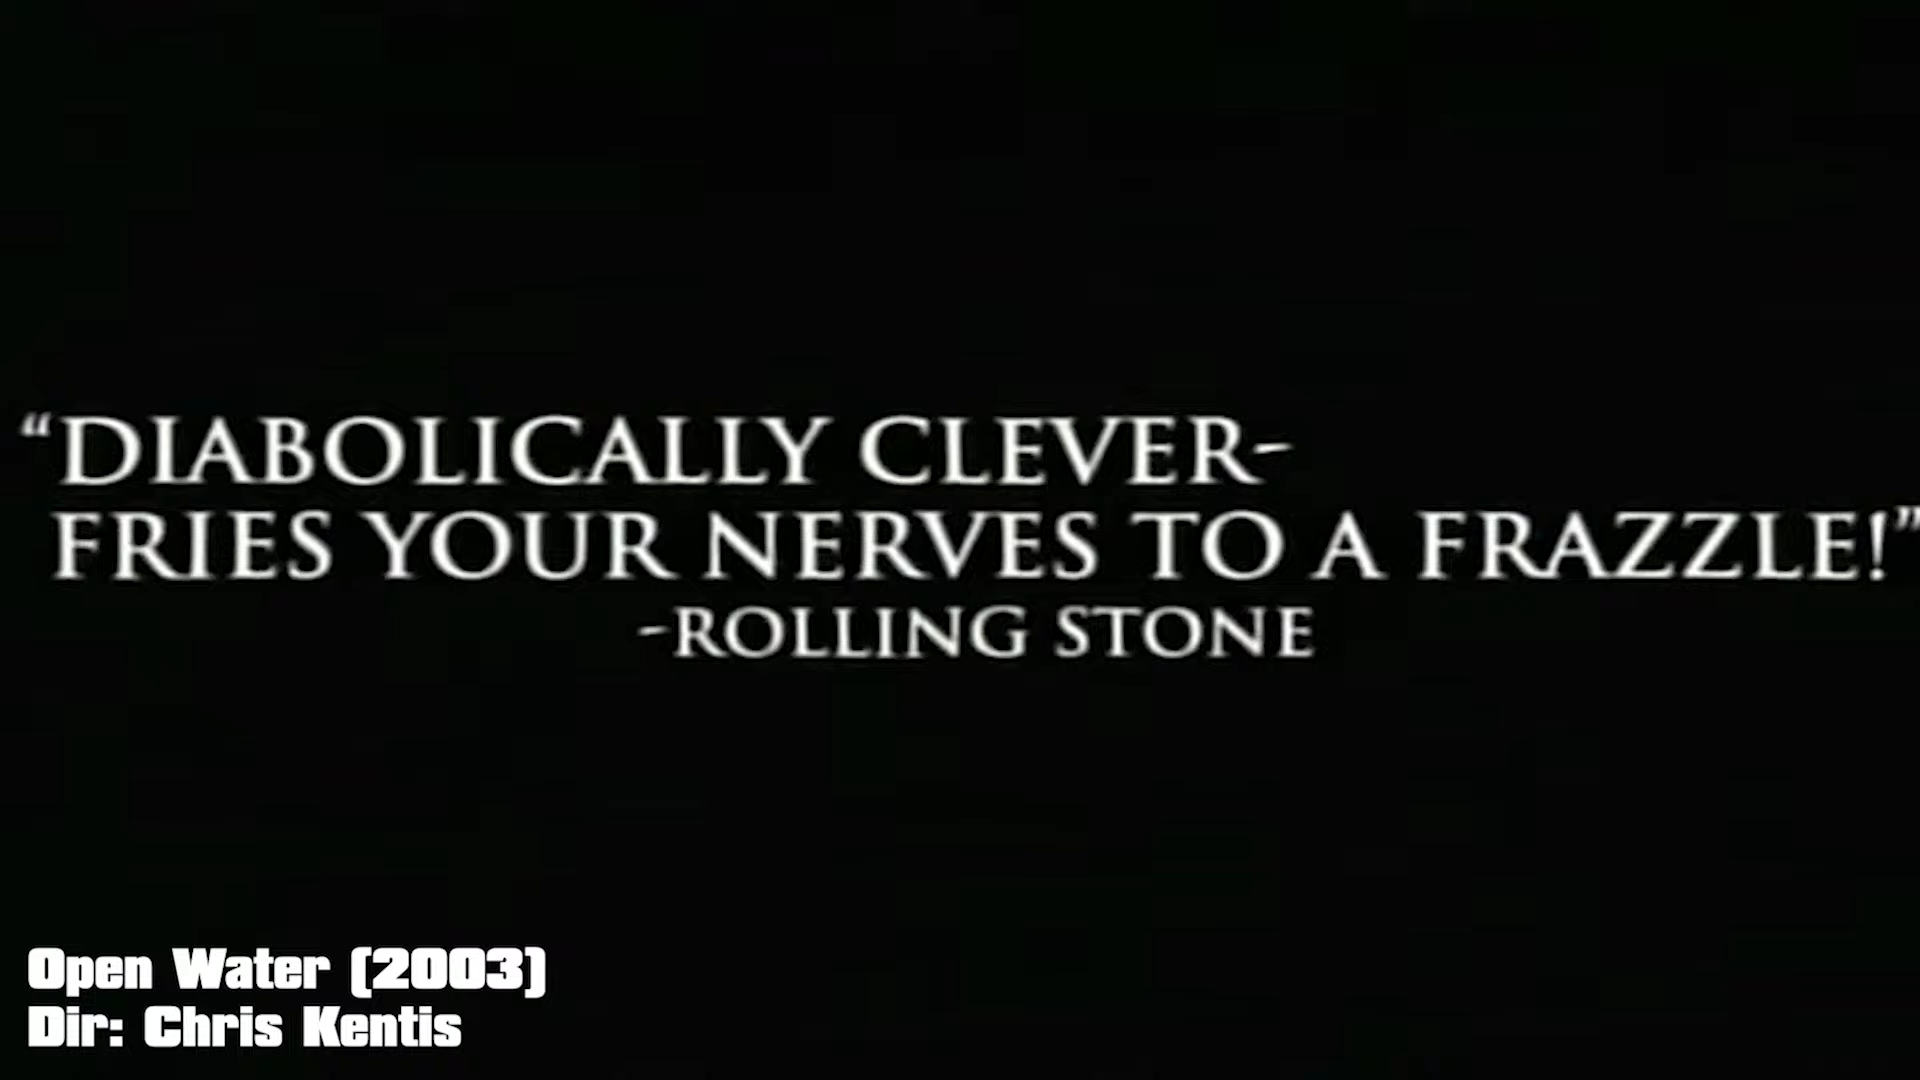 “DIABOLICALLY CLEVER-
FRIES YOUR NERVES TO A FRAZZLE!”
-ROLLING STONE
Open Water (2003)
Dir: Chris Kentis